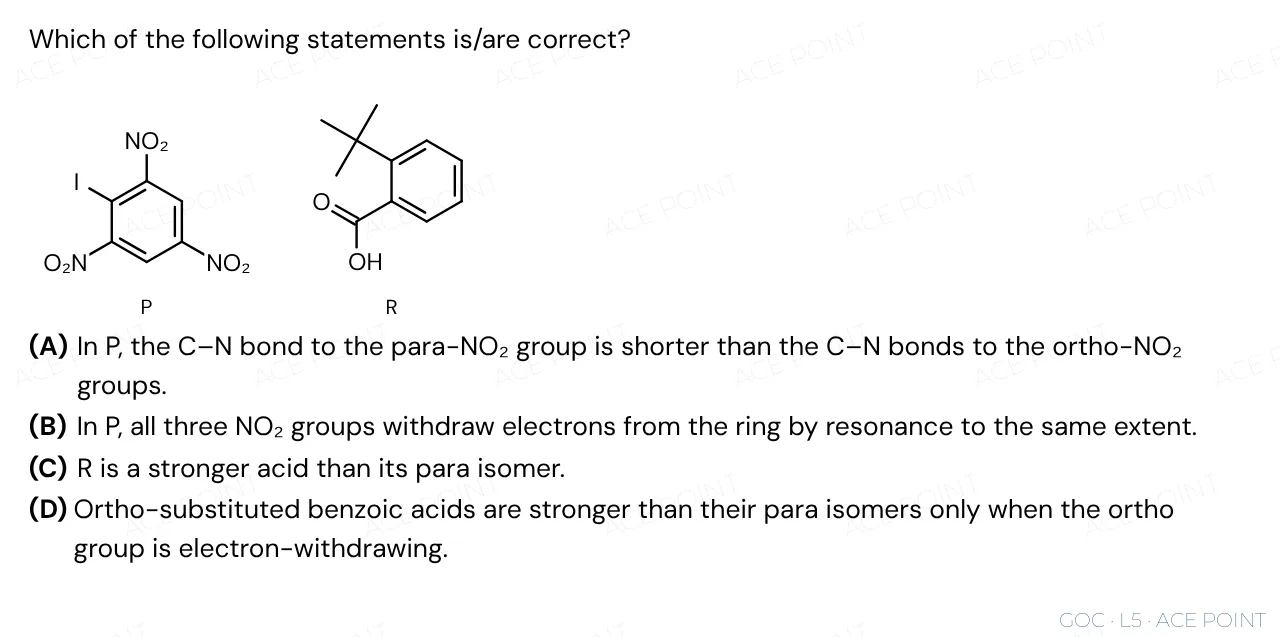 Which of the following statements is/are correct?
NO₂
I
O₂N
NO₂
P
O
OH
R
(A) In P, the C–N bond to the para-NO₂ group is shorter than the C–N bonds to the ortho-NO₂
groups.
(B) In P, all three NO₂ groups withdraw electrons from the ring by resonance to the same extent.
(C) R is a stronger acid than its para isomer.
(D) Ortho-substituted benzoic acids are stronger than their para isomers only when the ortho
group is electron-withdrawing.
ACE POINT
GOC · L5 · ACE POINT